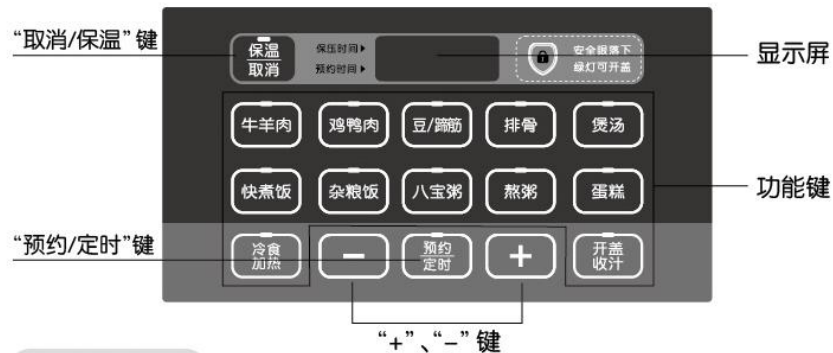 “取消/保温” 键
保温
取消
保压时间▶
预约时间▶
安全眼落下
绿灯可开盖
显示屏
牛羊肉 鸡鸭肉 豆/蹄筋 排骨 煲汤
快煮饭 杂粮饭 八宝粥 熬粥 蛋糕
功能键
“预约/定时”键
冷食
加热
−
预约
定时
+
开盖
收汁
“+”、“−” 键